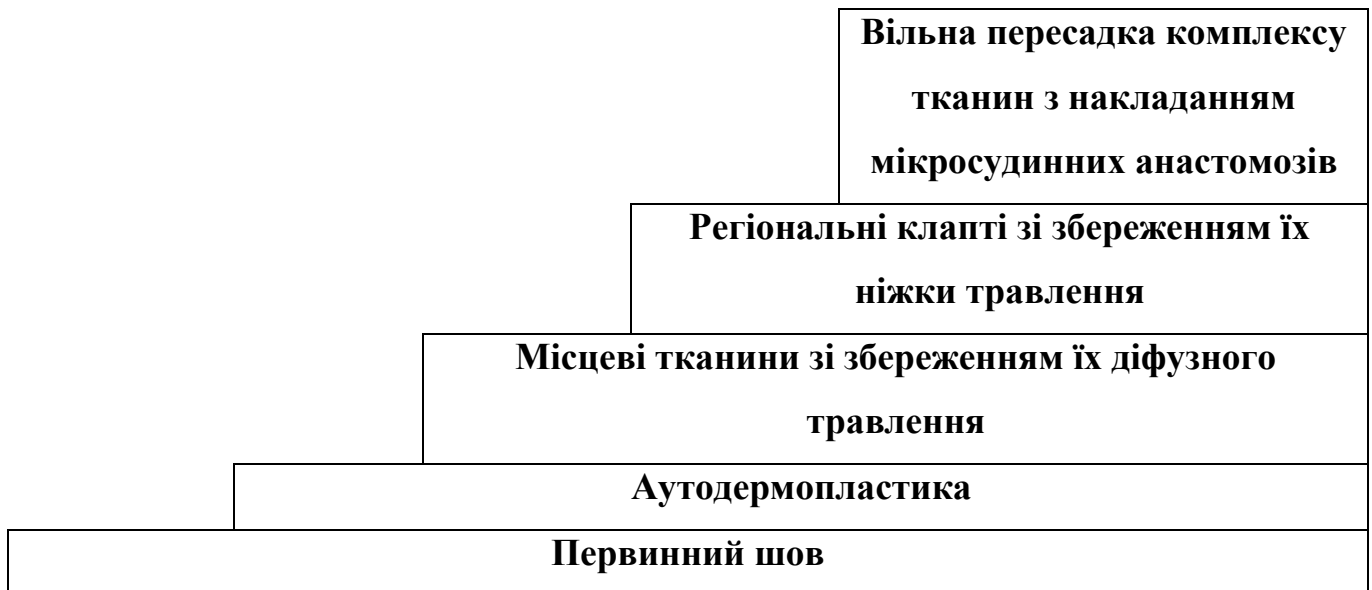 Вільна пересадка комплексу
тканин з накладанням
мікросудинних анастомозів
Регіональні клапті зі збереженням їх
ніжки травлення
Місцеві тканини зі збереженням їх діфузного
травлення
Аутодермопластика
Первинний шов